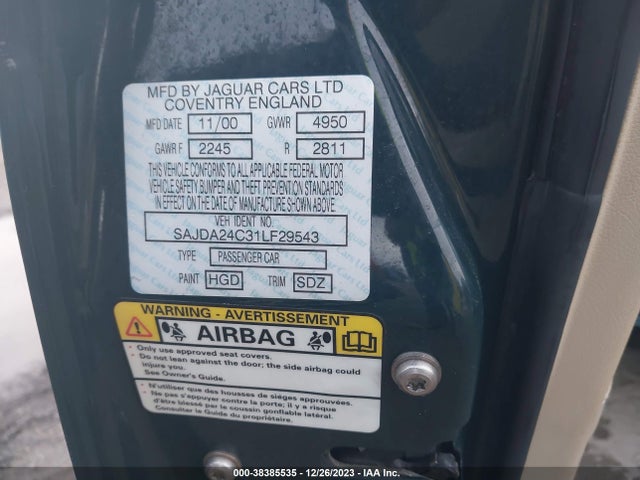 MFD BY JAGUAR CARS LTD
COVENTRY ENGLAND
MFD DATE 11/00 GVWR 4950
GAWR F 2245 R 2811
THIS VEHICLE CONFORMS TO ALL APPLICABLE FEDERAL MOTOR
VEHICLE SAFETY, BUMPER AND THEFT PREVENTION STANDARDS
IN EFFECT ON THE DATE OF MANUFACTURE SHOWN ABOVE.
VEH IDENT NO.
SAJDA24C31LF29543
TYPE PASSENGER CAR
PAINT HGD TRIM SDZ
WARNING - AVERTISSEMENT
AIRBAG
• Only use approved seat covers.
• Do not lean against the door; the side airbag could
injure you.
See Owner's Guide.
• N'utiliser que des housses de sièges approuvées.
• Ne pas s'appuyer contre la porte; il y a risque
d'être blessé par le coussin gonflable latéral.
Consulter le Guide du propriétaire.
000-38385535 - 12/26/2023 - IAA Inc.